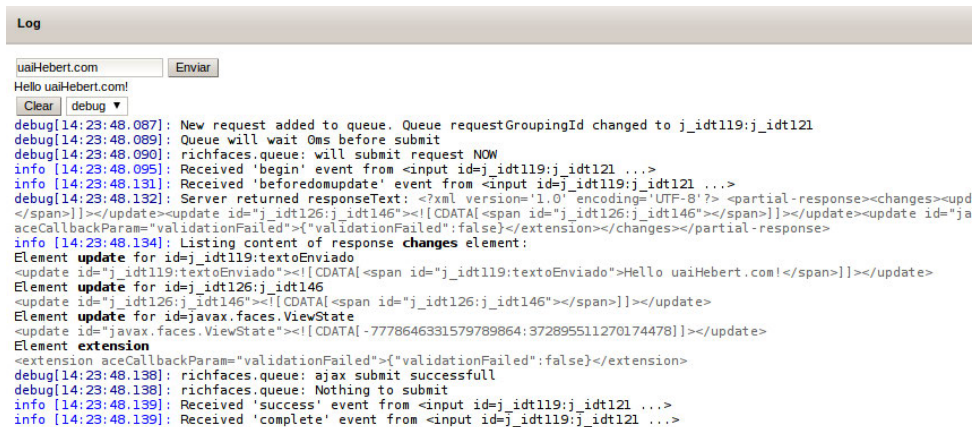 Log
uaiHebert.com Enviar
Hello uaiHebert.com!
Clear debug ▼
debug[14:23:48.087]: New request added to queue. Queue requestGroupingId changed to j_idt119:j_idt121
debug[14:23:48.089]: Queue will wait 0ms before submit
debug[14:23:48.090]: richfaces.queue: will submit request NOW
info [14:23:48.095]: Received 'begin' event from <input id=j_idt119:j_idt121 ...>
info [14:23:48.131]: Received 'beforedomupdate' event from <input id=j_idt119:j_idt121 ...>
debug[14:23:48.132]: Server returned responseText: <?xml version='1.0' encoding='UTF-8'?> <partial-response><changes><upd
</span>]]></update><update id="j_idt126:j_idt146"><![CDATA[<span id="j_idt126:j_idt146"></span>]]></update><update id="ja
aceCallbackParam="validationFailed">{"validationFailed":false}</extension></changes></partial-response>
info [14:23:48.134]: Listing content of response changes element:
Element update for id=j_idt119:textoEnviado
<update id="j_idt119:textoEnviado"><![CDATA[<span id="j_idt119:textoEnviado">Hello uaiHebert.com!</span>]]></update>
Element update for id=j_idt126:j_idt146
<update id="j_idt126:j_idt146"><![CDATA[<span id="j_idt126:j_idt146"></span>]]></update>
Element update for id=javax.faces.ViewState
<update id="javax.faces.ViewState"><![CDATA[-7778646331579789864:372895511270174478]]></update>
Element extension
<extension aceCallbackParam="validationFailed">{"validationFailed":false}</extension>
debug[14:23:48.138]: richfaces.queue: ajax submit successfull
debug[14:23:48.138]: richfaces.queue: Nothing to submit
info [14:23:48.139]: Received 'success' event from <input id=j_idt119:j_idt121 ...>
info [14:23:48.139]: Received 'complete' event from <input id=j_idt119:j_idt121 ...>